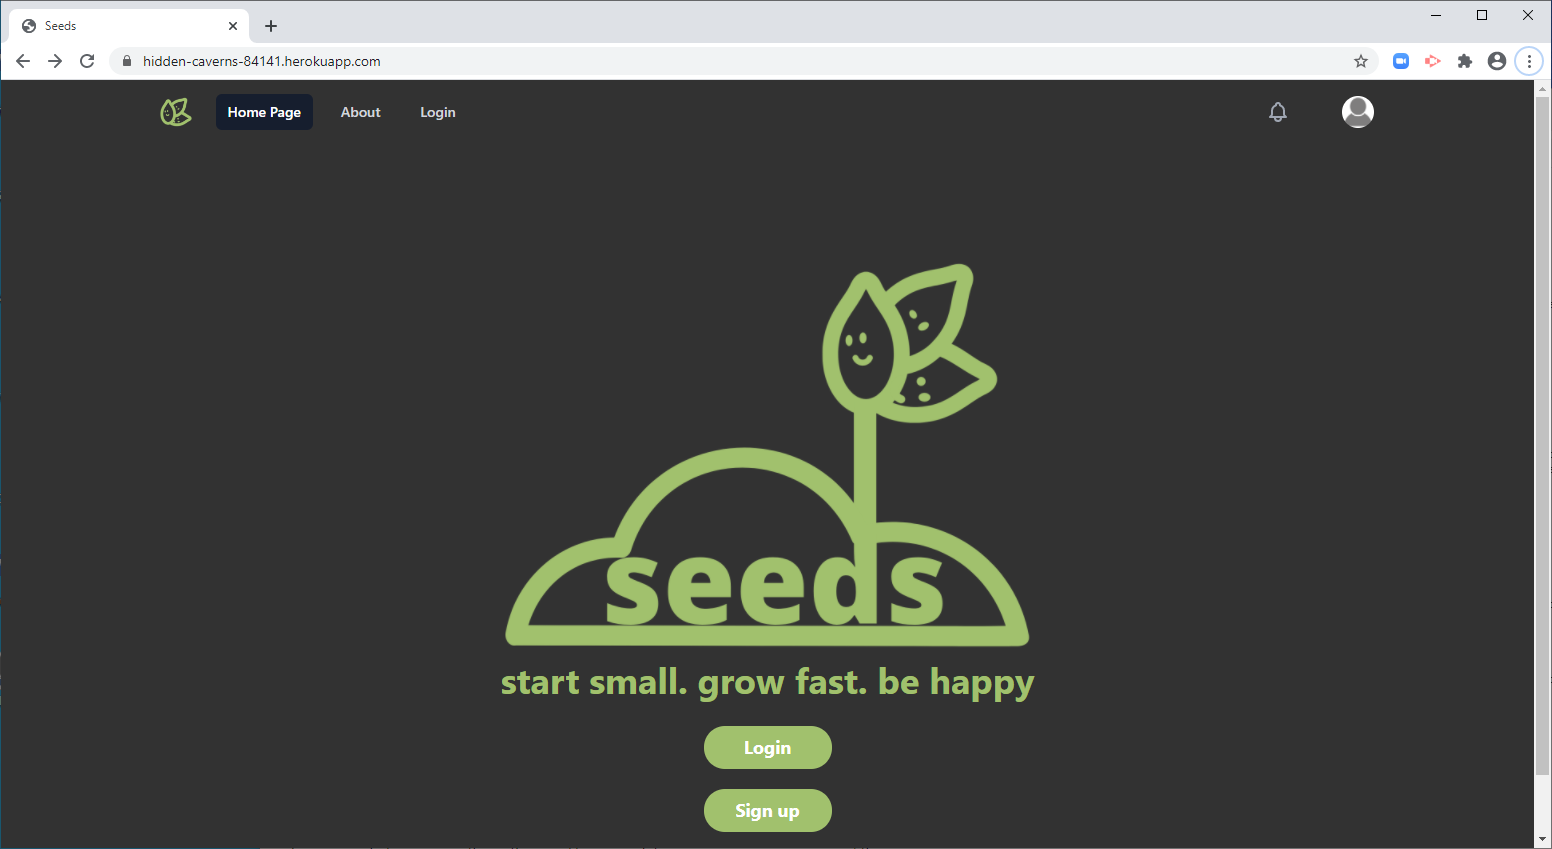 Seeds
hidden-caverns-84141.herokuapp.com
Home Page About Login
seeds
start small. grow fast. be happy
Login
Sign up